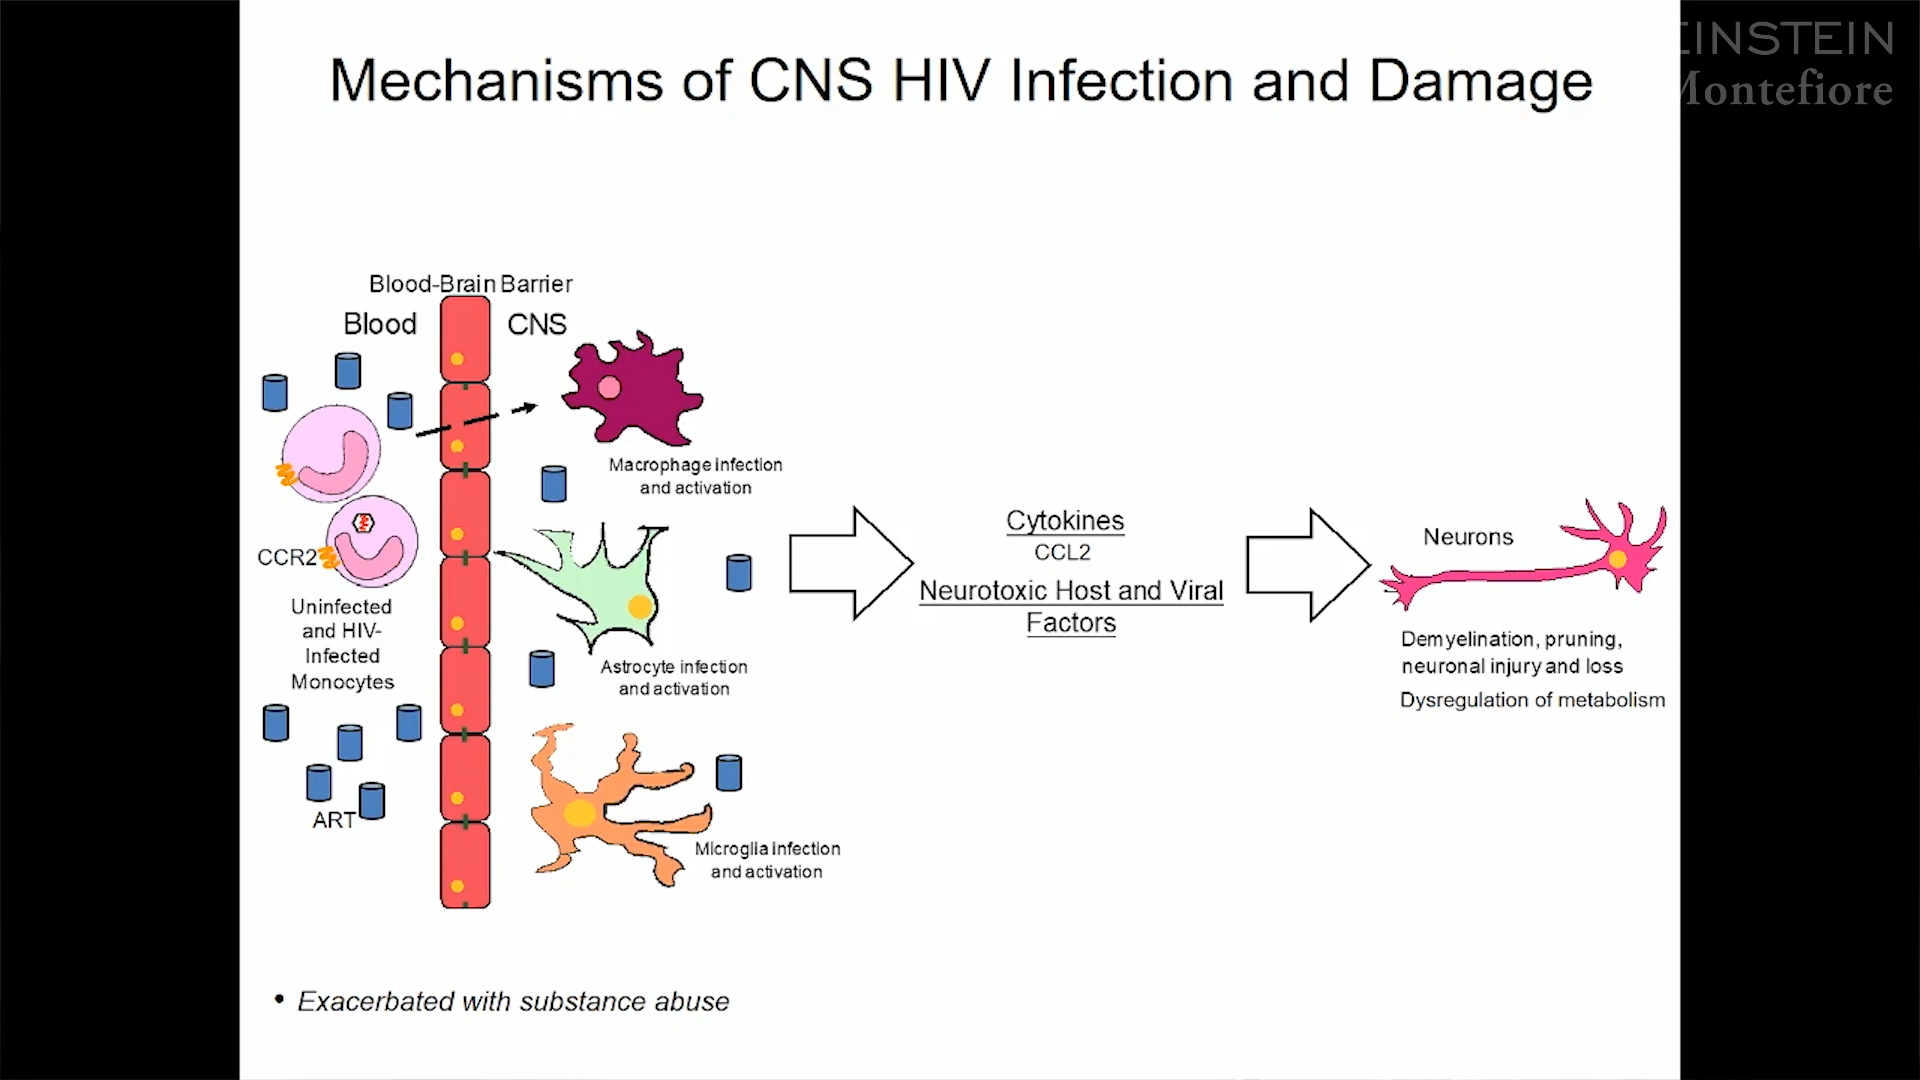 Mechanisms of CNS HIV Infection and Damage
EINSTEIN
Montefiore
Blood-Brain Barrier
Blood
CNS
Macrophage infection
and activation
CCR2
Uninfected
and HIV-
Infected
Monocytes
ART
Astrocyte infection
and activation
Microglia infection
and activation
Cytokines
CCL2
Neurotoxic Host and Viral
Factors
Neurons
Demyelination, pruning,
neuronal injury and loss
Dysregulation of metabolism
• Exacerbated with substance abuse